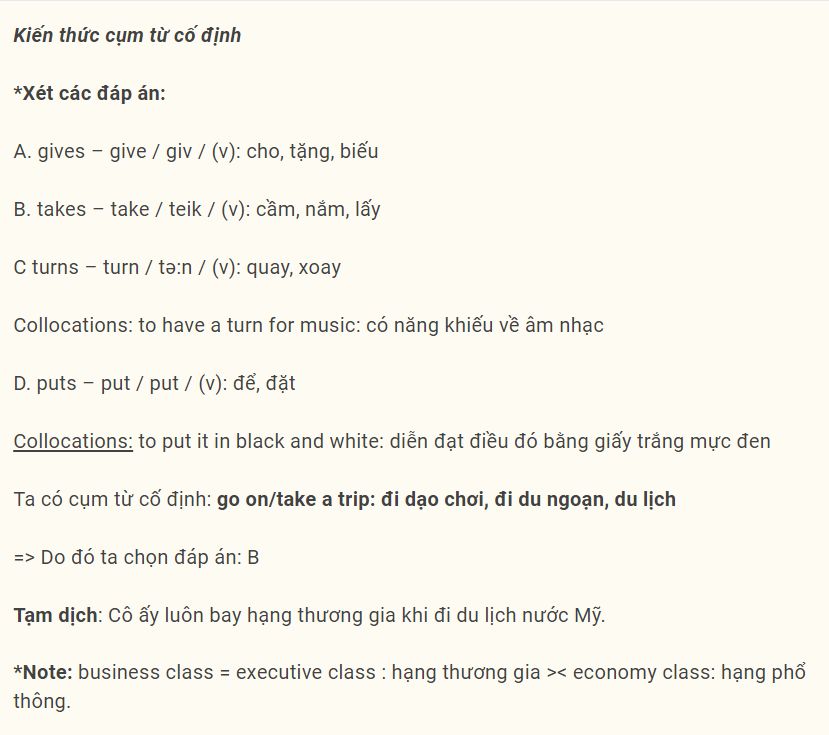 Kiến thức cụm từ cố định
*Xét các đáp án:
A. gives – give / giv / (v): cho, tặng, biếu
B. takes – take / teik / (v): cầm, nắm, lấy
C turns – turn / tə:n / (v): quay, xoay
Collocations: to have a turn for music: có năng khiếu về âm nhạc
D. puts – put / put / (v): để, đặt
Collocations: to put it in black and white: diễn đạt điều đó bằng giấy trắng mực đen
Ta có cụm từ cố định: go on/take a trip: đi dạo chơi, đi du ngoạn, du lịch
=> Do đó ta chọn đáp án: B
Tạm dịch: Cô ấy luôn bay hạng thương gia khi đi du lịch nước Mỹ.
*Note: business class = executive class : hạng thương gia >< economy class: hạng phổ
thông.